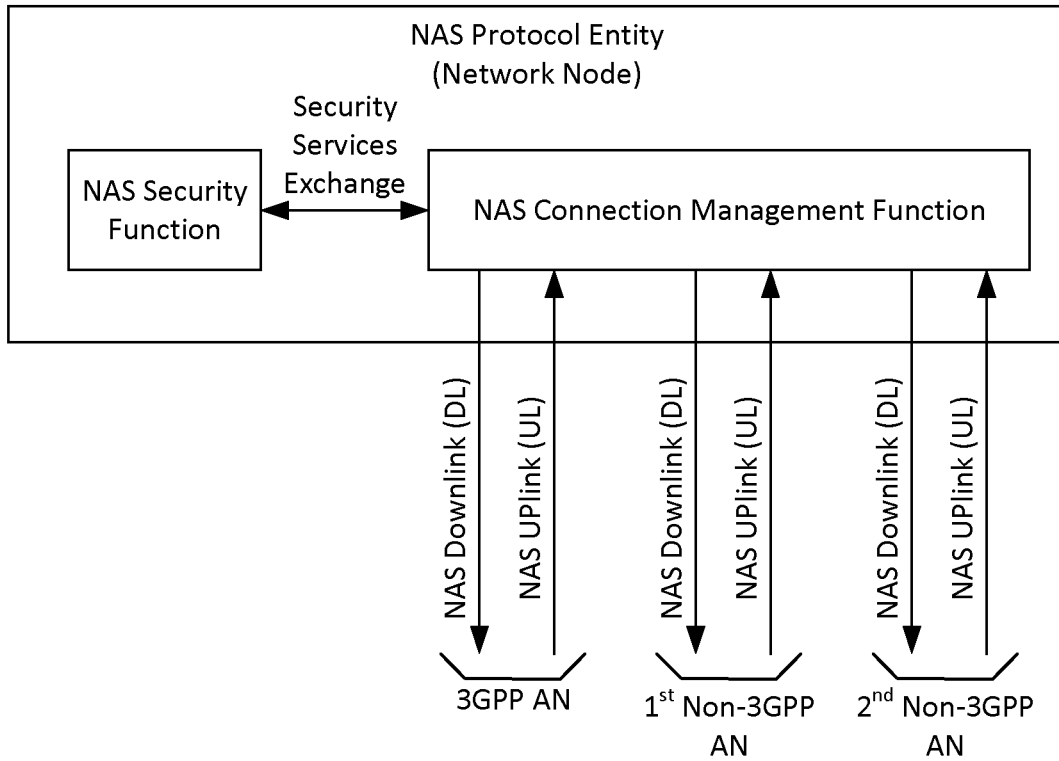 NAS Protocol Entity
(Network Node)
Security
Services
Exchange
NAS Security
Function
NAS Connection Management Function
NAS Downlink (DL)
NAS UPlink (UL)
NAS Downlink (DL)
NAS UPlink (UL)
NAS Downlink (DL)
NAS UPlink (UL)
3GPP AN
1st Non-3GPP
AN
2nd Non-3GPP
AN